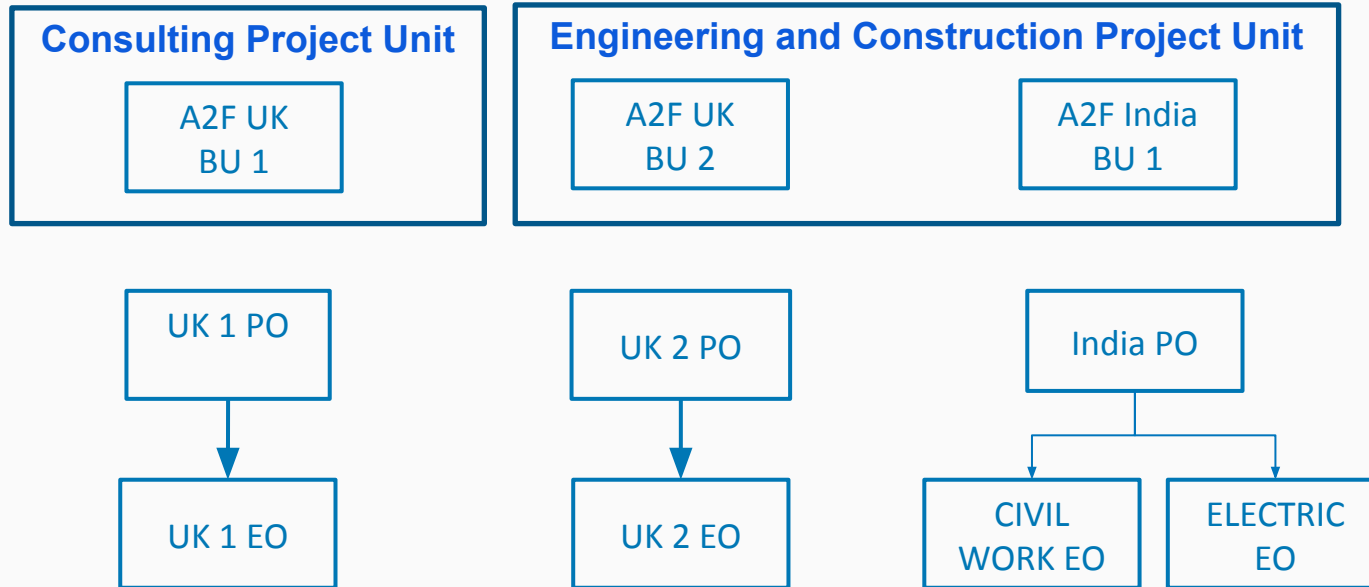 Consulting Project Unit
A2F UK
BU 1
Engineering and Construction Project Unit
A2F UK
BU 2
A2F India
BU 1
UK 1 PO
UK 2 PO
India PO
UK 1 EO
UK 2 EO
CIVIL
WORK EO
ELECTRIC
EO